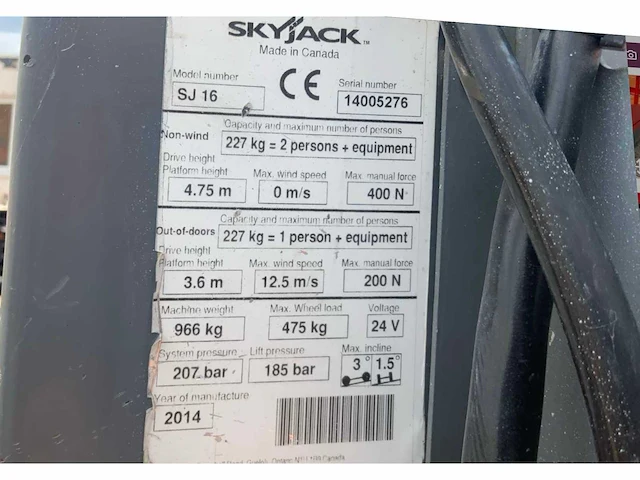 SKYJACK™
Made in Canada
Model number
Serial number
SJ 16
14005276
CE
Non-wind
Capacity and maximum number of persons
227 kg = 2 persons + equipment
Drive height
Platform height
Max. wind speed
Max. manual force
4.75 m
0 m/s
400 N
Out-of-doors
Capacity and maximum number of persons
227 kg = 1 person + equipment
Drive height
Platform height
Max. wind speed
Max. manual force
3.6 m
12.5 m/s
200 N
Machine weight
Max. Wheel load
Voltage
966 kg
475 kg
24 V
System pressure
Lift pressure
Max. incline
207 bar
185 bar
3°
1.5°
Year of manufacture
2014
Canada